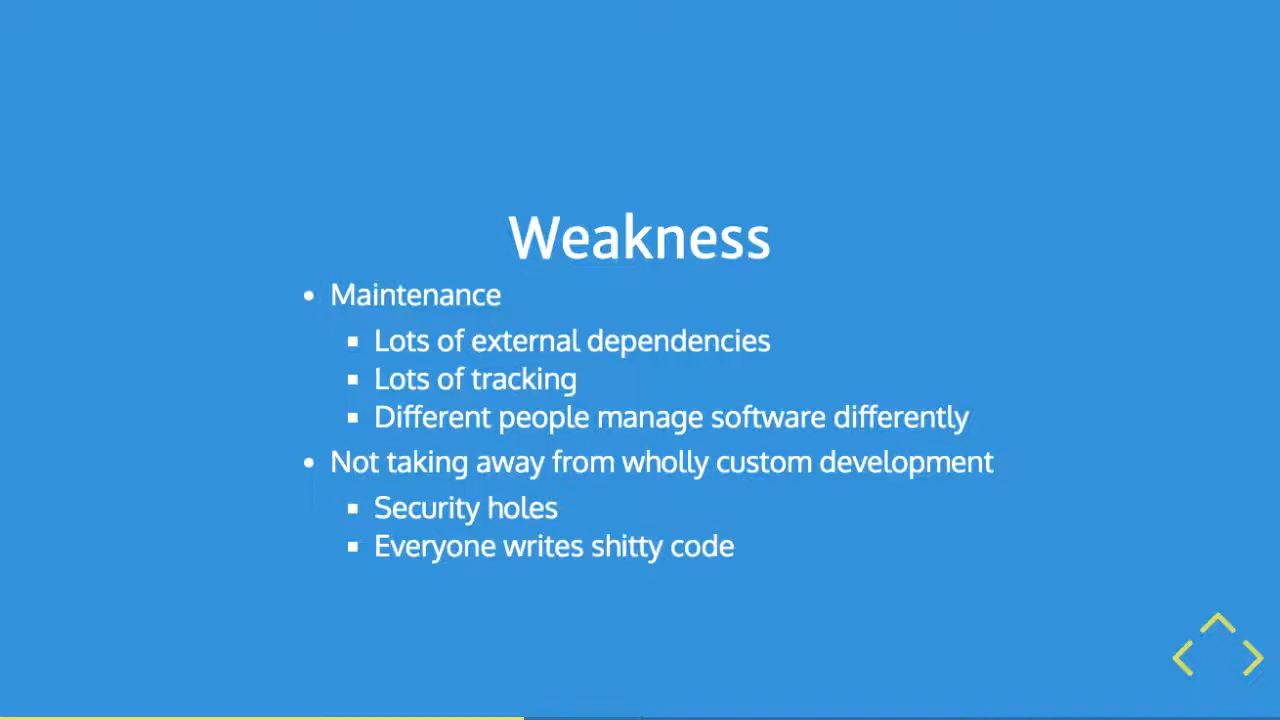 Weakness
Maintenance
Lots of external dependencies
Lots of tracking
Different people manage software differently
Not taking away from wholly custom development
Security holes
Everyone writes shitty code